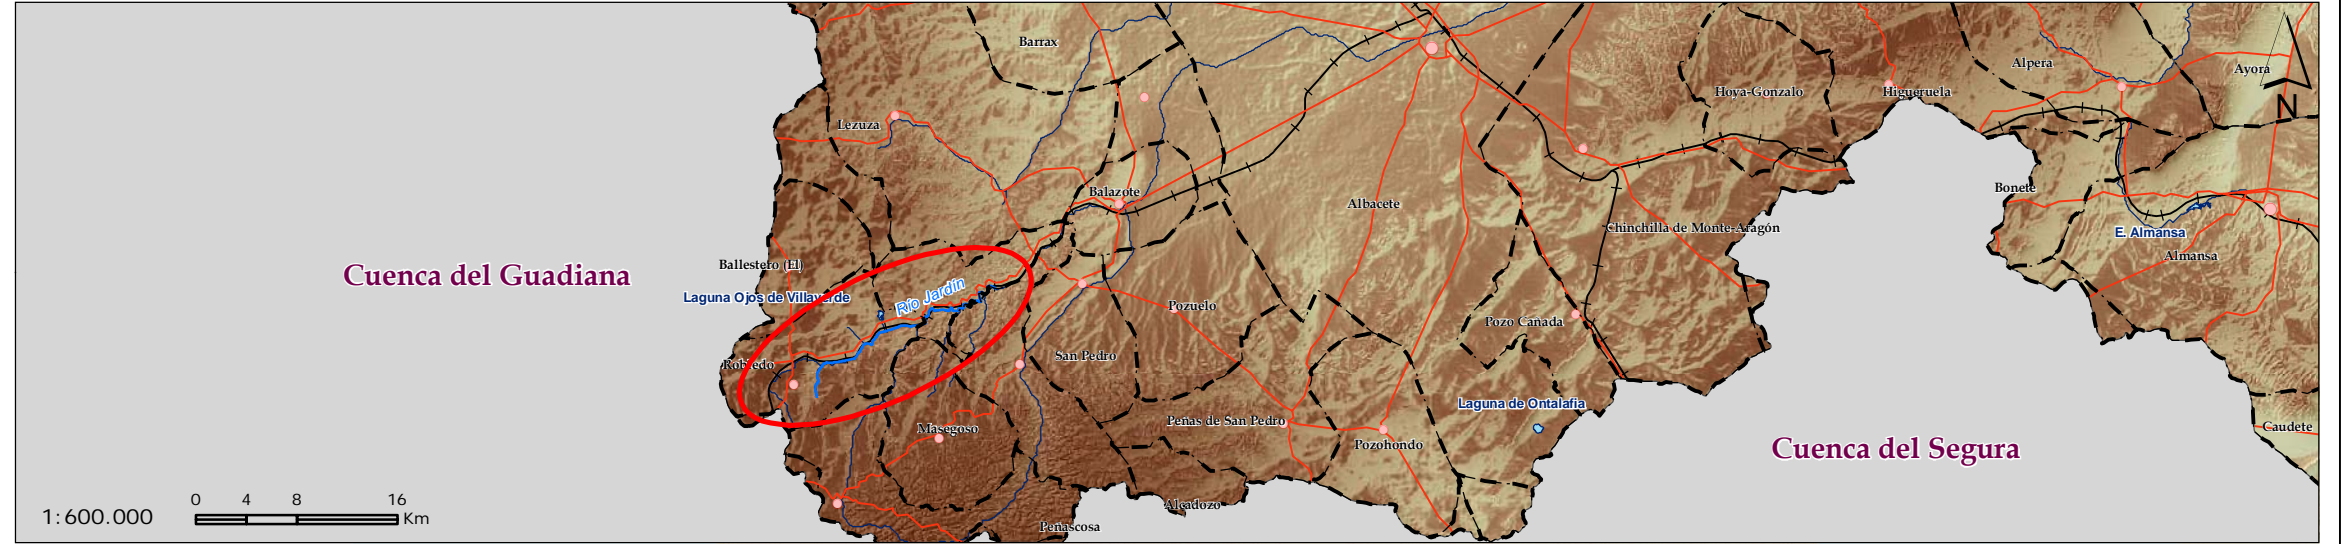 Barrax
Alpera
Ayora
Hoya-Gonzalo
Higueruela
N
Lezuza
Balazote
Bonete
Albacete
Chinchilla de Monte-Aragón
E. Almansa
Almansa
Ballestero (El)
Cuenca del Guadiana
Laguna Ojos de Villaverde
Río Jardín
Pozuelo
Pozo Cañada
San Pedro
Robledo
Laguna de Ontalafia
Peñas de San Pedro
Masegoso
Caudete
Pozohondo
Cuenca del Segura
0 4 8 16
Km
1:600.000
Alcadozo
Peñascosa